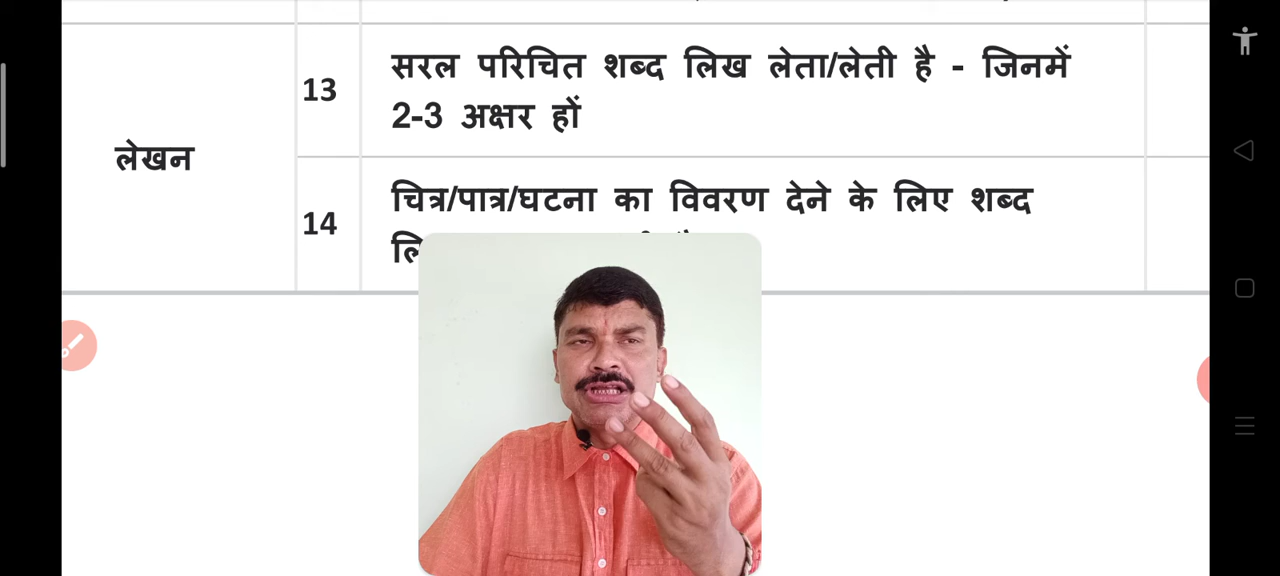 लेखन
13
सरल परिचित शब्द लिख लेता/लेती है - जिनमें
2-3 अक्षर हों
14
चित्र/पात्र/घटना का विवरण देने के लिए शब्द